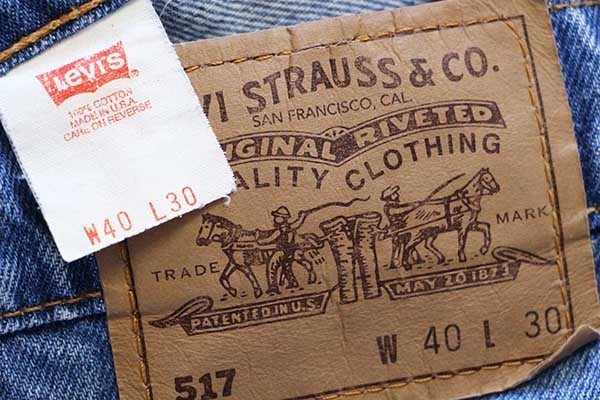 Levi's
100% COTTON
MADE IN U.S.A.
CARE ON REVERSE
W40 L30
VI STRAUSS & CO.
SAN FRANCISCO, CAL.
GINAL RIVETED
ALITY CLOTHING
TRADE MARK
PATENTED IN U.S. MAY 20 1873
W 40 L 30
517